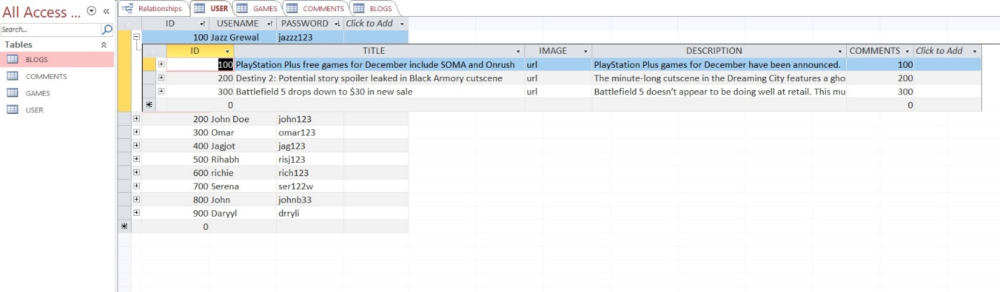 All Access ...
Search...
Tables
BLOGS
COMMENTS
GAMES
USER
Relationships USER GAMES COMMENTS BLOGS
ID USENAME PASSWORD Click to Add
100 Jazz Grewal jazzz123
ID TITLE IMAGE DESCRIPTION COMMENTS Click to Add
100 PlayStation Plus free games for December include SOMA and Onrush url PlayStation Plus games for December have been announced. 100
200 Destiny 2: Potential story spoiler leaked in Black Armory cutscene url The minute-long cutscene in the Dreaming City features a gho 200
300 Battlefield 5 drops down to $30 in new sale url Battlefield 5 doesn’t appear to be doing well at retail. This mu 300
0 0
200 John Doe john123
300 Omar omar123
400 Jagjot jag123
500 Rihabh risj123
600 richie rich123
700 Serena ser122w
800 John johnb33
900 Daryyl drryli
0